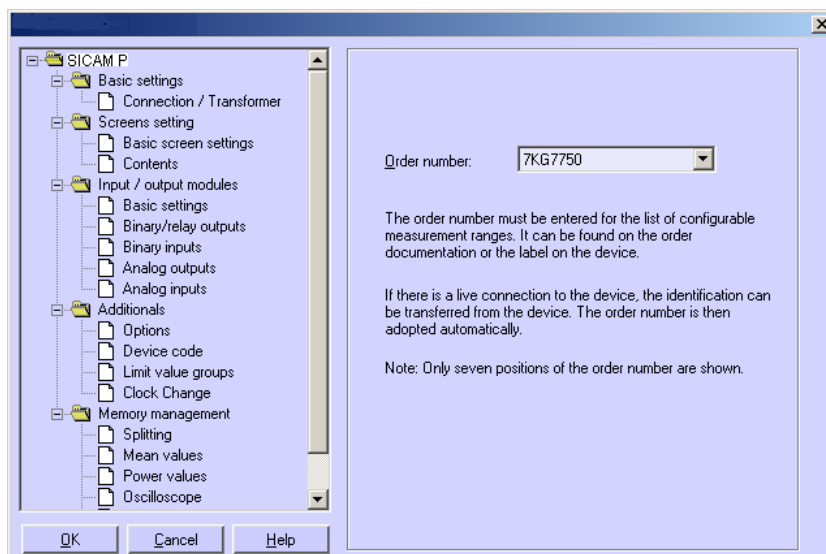 SICAM P
Basic settings
Connection / Transformer
Screens setting
Basic screen settings
Contents
Input / output modules
Basic settings
Binary/relay outputs
Binary inputs
Analog outputs
Analog inputs
Additionals
Options
Device code
Limit value groups
Clock Change
Memory management
Splitting
Mean values
Power values
Oscilloscope
OK
Cancel
Help
Order number:
7KG7750
The order number must be entered for the list of configurable
measurement ranges. It can be found on the order
documentation or the label on the device.
If there is a live connection to the device, the identification can
be transferred from the device. The order number is then
adopted automatically.
Note: Only seven positions of the order number are shown.